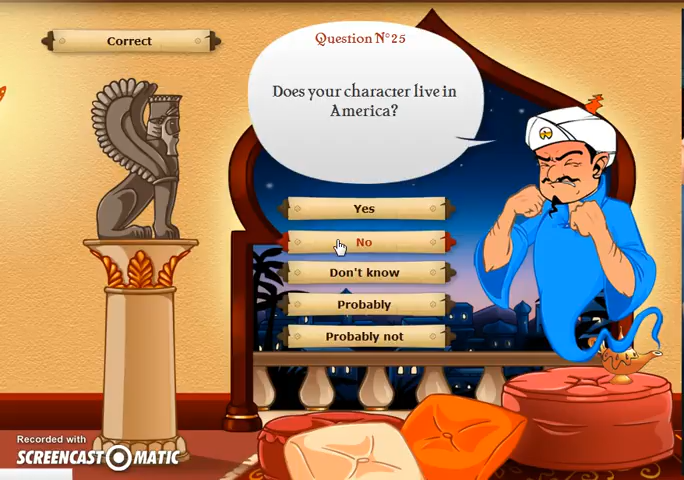 Correct
Question N°25
Does your character live in
America?
Yes
No
Don't know
Probably
Probably not
Recorded with
SCREENCAST-O-MATIC